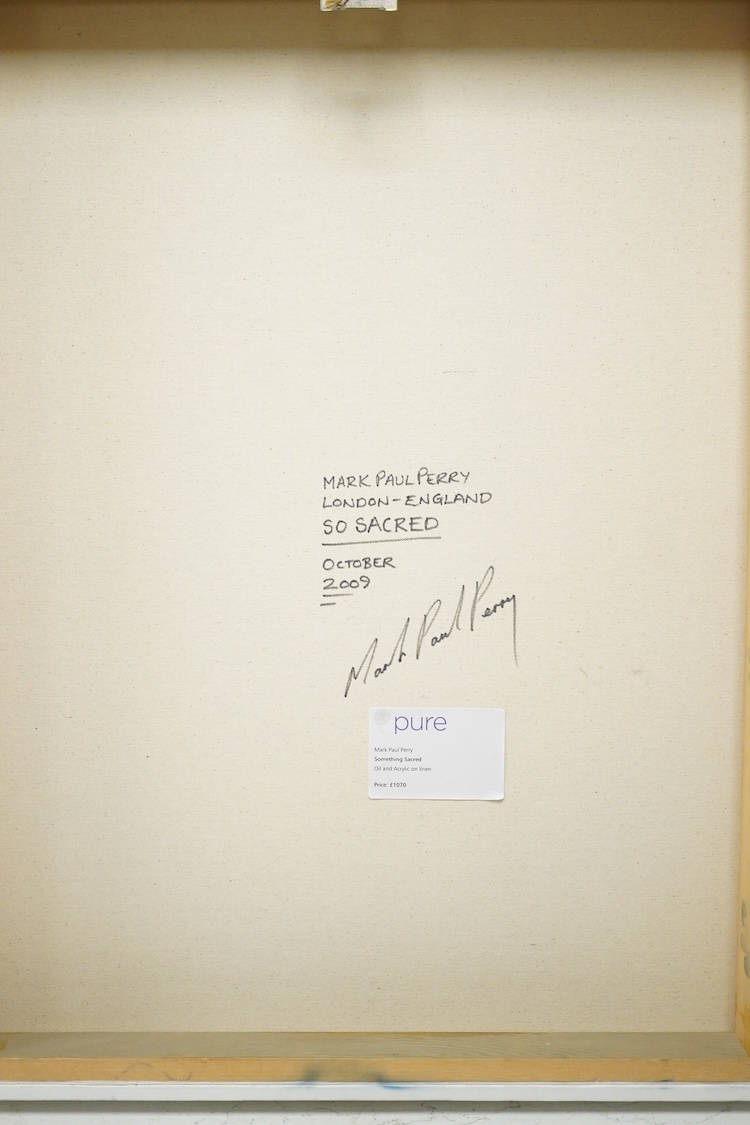 MARK PAUL PERRY
LONDON-ENGLAND
SO SACRED
OCTOBER
2009
Mark Paul Perry
pure
Mark Paul Perry
Something Sacred
Oil and Acrylic on linen
Price: £1070